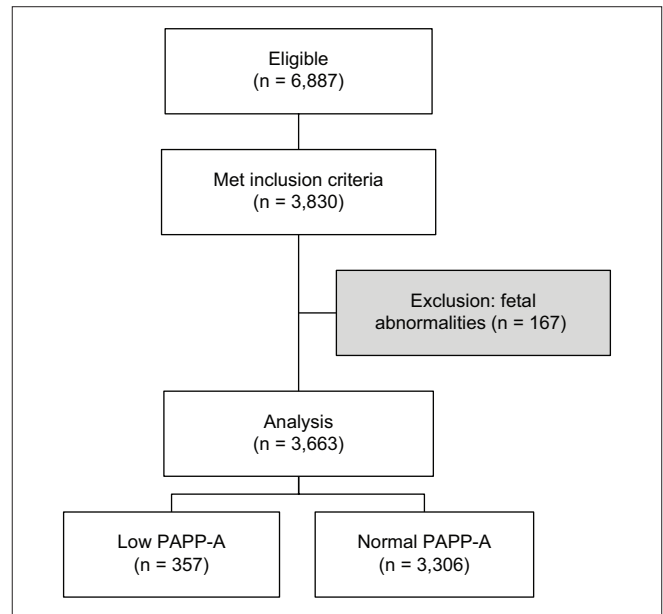 Eligible
(n = 6,887)
Met inclusion criteria
(n = 3,830)
Exclusion: fetal
abnormalities (n = 167)
Analysis
(n = 3,663)
Low PAPP-A
(n = 357)
Normal PAPP-A
(n = 3,306)